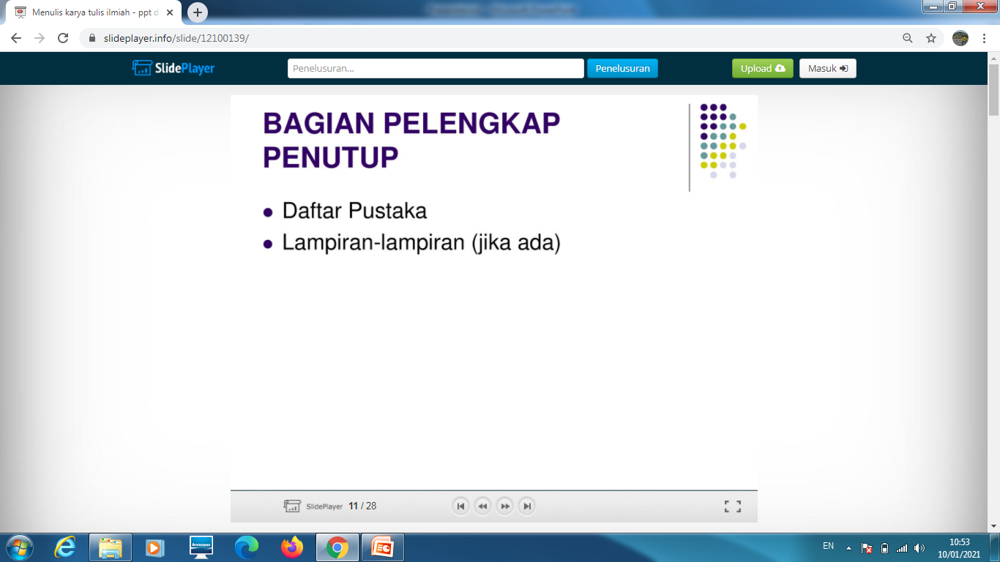 Menulis karya tulis ilmiah - ppt d
slideplayer.info/slide/12100139/
SlidePlayer
Penelusuran...
Penelusuran
Upload
Masuk
BAGIAN PELENGKAP
PENUTUP
Daftar Pustaka
Lampiran-lampiran (jika ada)
SlidePlayer 11 / 28
lenovo
EN
10:53
10/01/2021